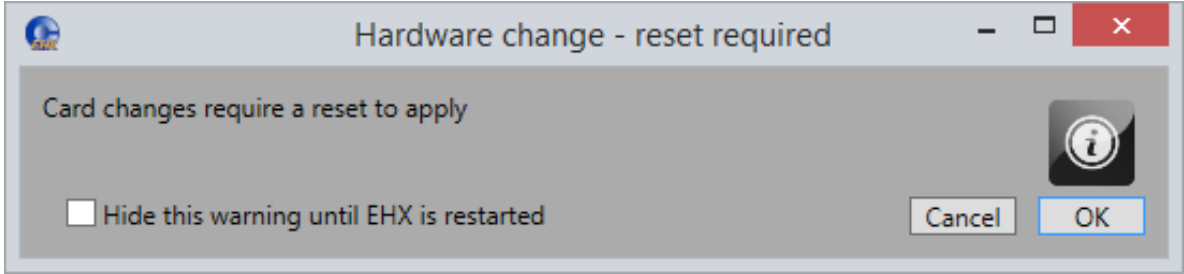 Hardware change - reset required
Card changes require a reset to apply
Hide this warning until EHX is restarted
Cancel
OK